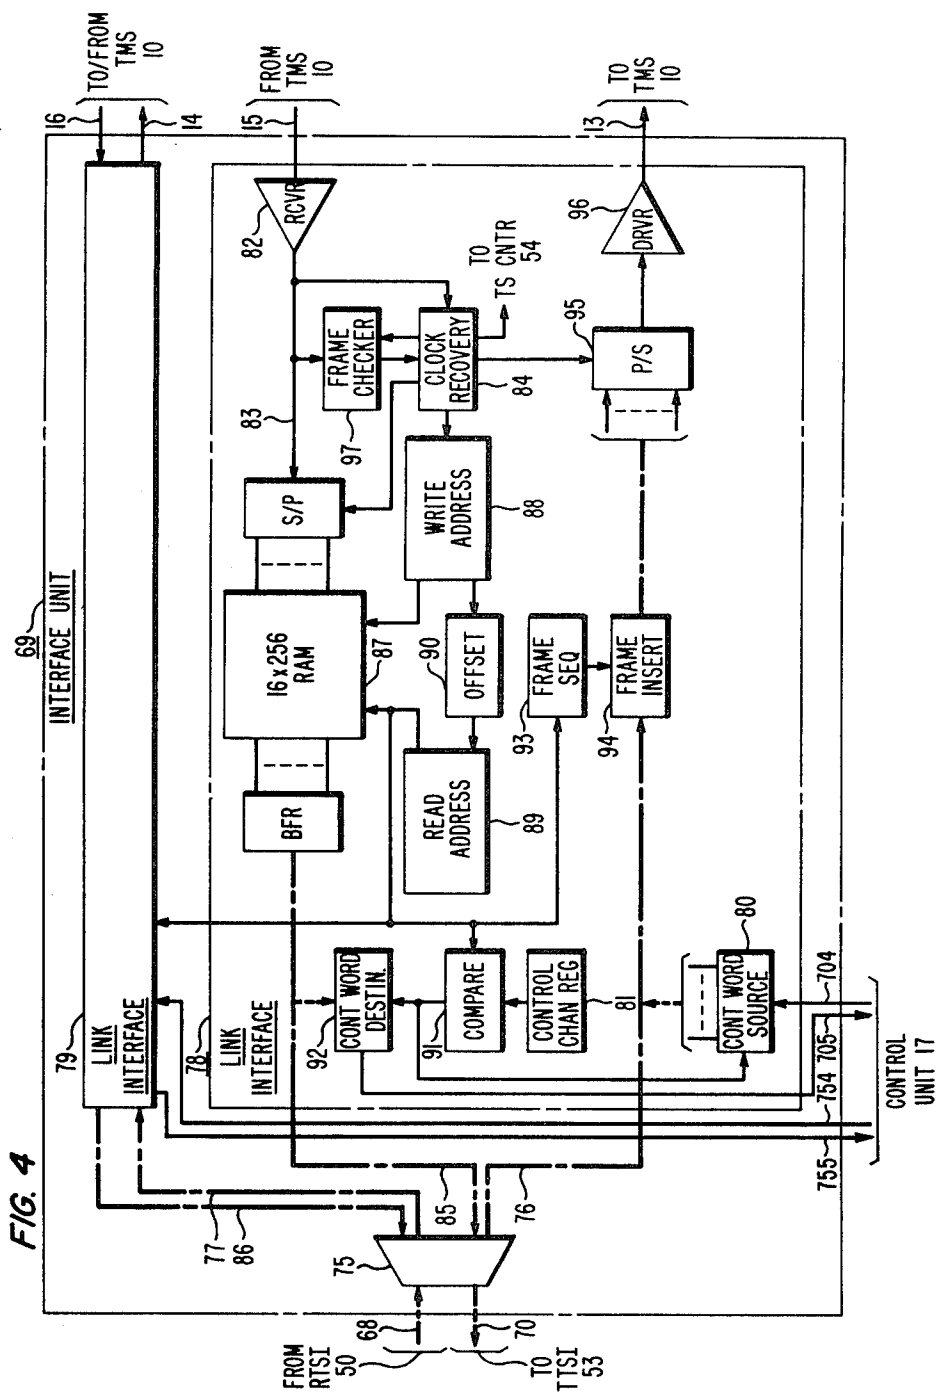 FIG. 4
69
INTERFACE UNIT
79
LINK
INTERFACE
16
14
TO/FROM
TMS
10
78
LINK
INTERFACE
BFR
16x256
RAM
87
S/P
83
82
RCVR
15
FROM
TMS
10
FRAME
CHECKER
97
CLOCK
RECOVERY
84
TO
TS CNTR
54
WRITE
ADDRESS
88
OFFSET
90
READ
ADDRESS
89
CONT WORD
DESTIN.
92
COMPARE
91
CONTROL
CHAN REG
81
FRAME
SEQ
93
FRAME
INSERT
94
P/S
95
DRVR
96
13
TO
TMS
10
CONT WORD
SOURCE
80
704
705
754
755
CONTROL
UNIT 17
77
86
85
76
75
68
70
FROM
RTSI
50
TO
TTSI
53